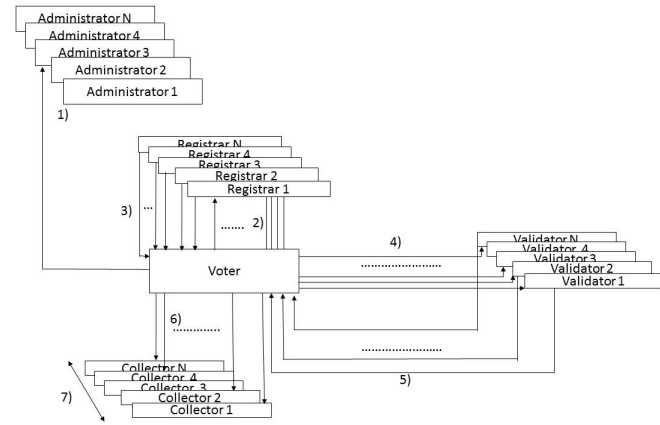 Administrator N
Administrator 4
Administrator 3
Administrator 2
Administrator 1
1)
Registrar N
Registrar 4
Registrar 3
Registrar 2
Registrar 1
3)
...
.......
2)
4)
Voter
.......................
Validator N
Validator 4
Validator 3
Validator 2
Validator 1
6)
..............
......................
5)
Collector N
Collector 4
Collector 3
Collector 2
Collector 1
7)